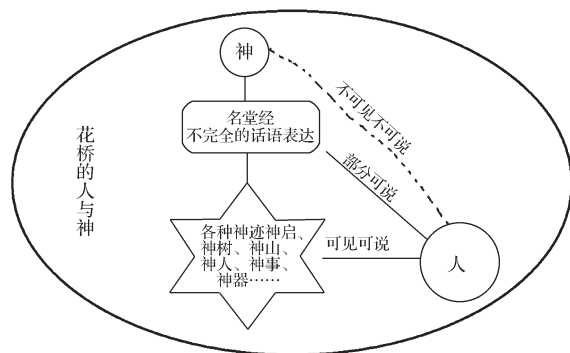 神
不可见不可说
名堂经
不完全的话语表达
花桥的人与神
部分可说
各种神迹神启、
神树、神山、
神人、神事、
神器……
可见可说
人